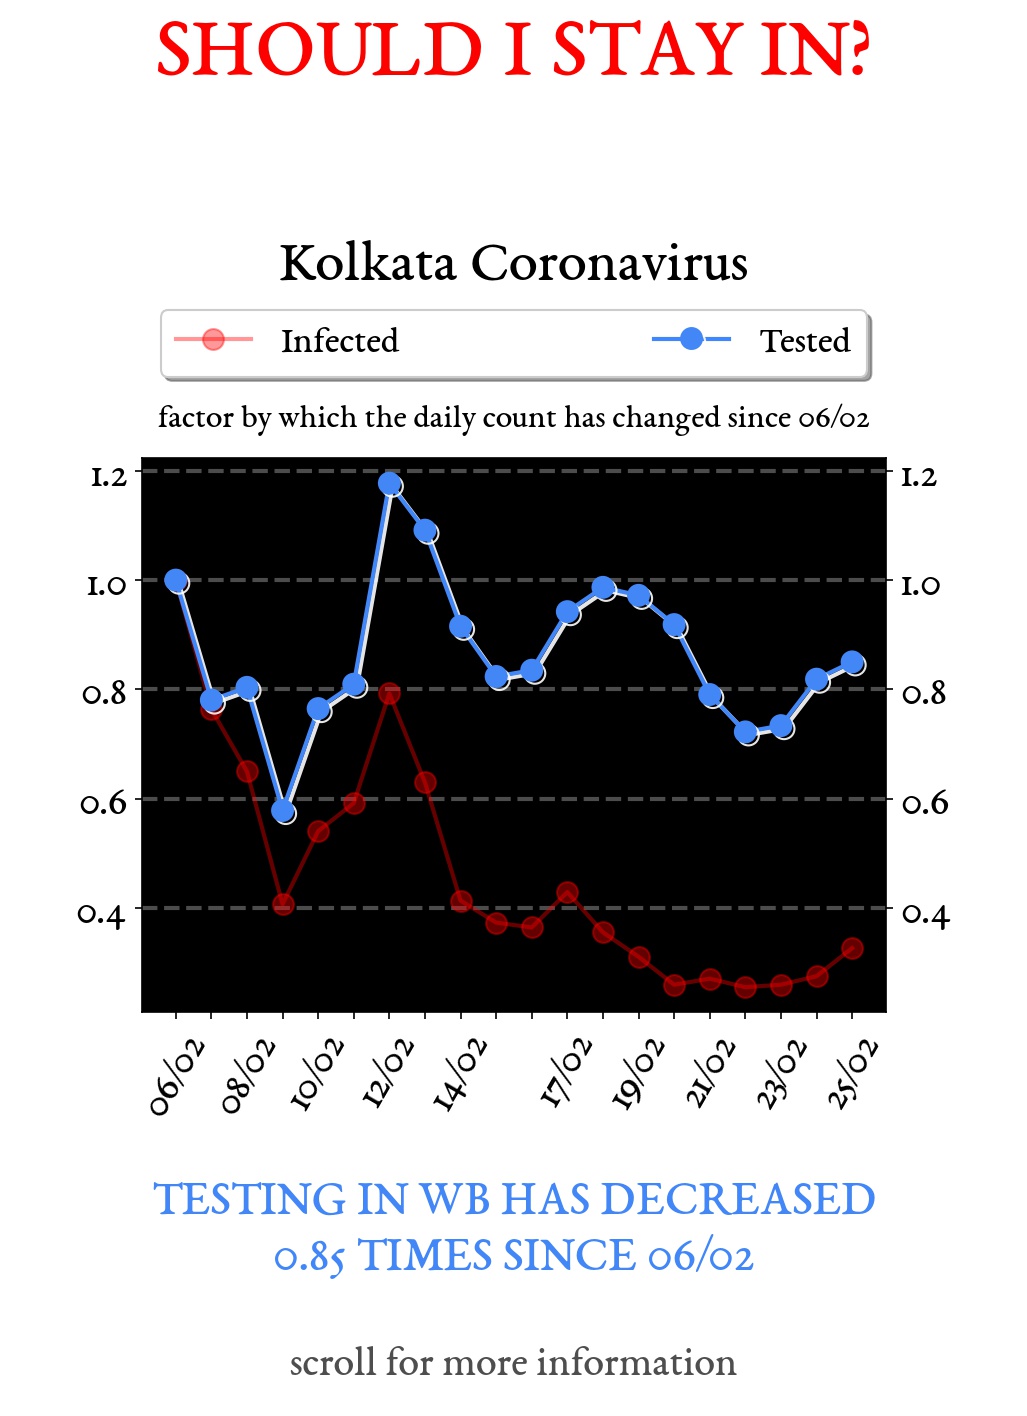 SHOULD I STAY IN?
Kolkata Coronavirus
Infected Tested
factor by which the daily count has changed since 06/02
1.2 1.2
1.0 1.0
0.8 0.8
0.6 0.6
0.4 0.4
06/02 08/02 10/02 12/02 14/02 17/02 19/02 21/02 23/02 25/02
TESTING IN WB HAS DECREASED
0.85 TIMES SINCE 06/02
scroll for more information